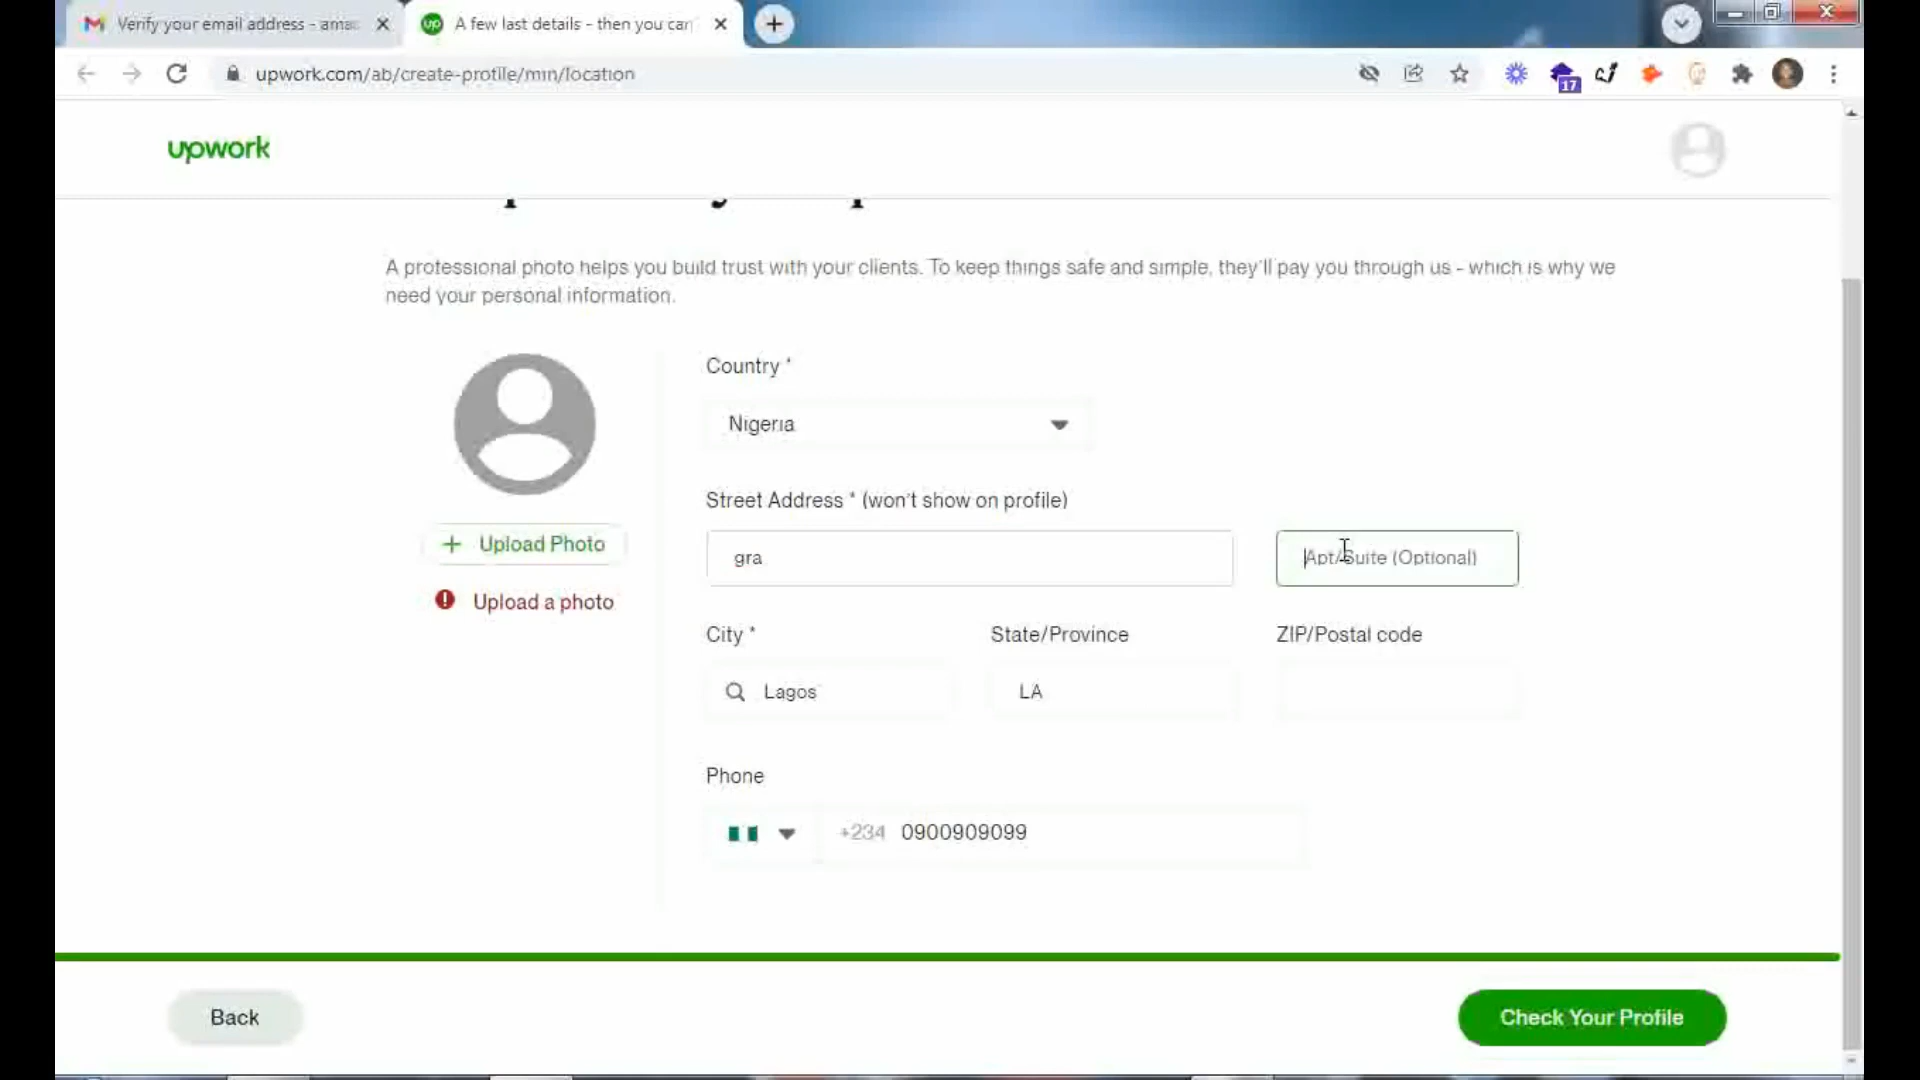 Verify your email address - ama
A few last details - then you can
upwork.com/ab/create-profile/min/location
17
upwork
A professional photo helps you build trust with your clients. To keep things safe and simple, they'll pay you through us - which is why we
need your personal information.
Country *
Nigeria
Street Address * (won't show on profile)
gra
Apt/Suite (Optional)
+ Upload Photo
Upload a photo
City *
State/Province
ZIP/Postal code
Lagos
LA
Phone
+234 0900909099
Back
Check Your Profile